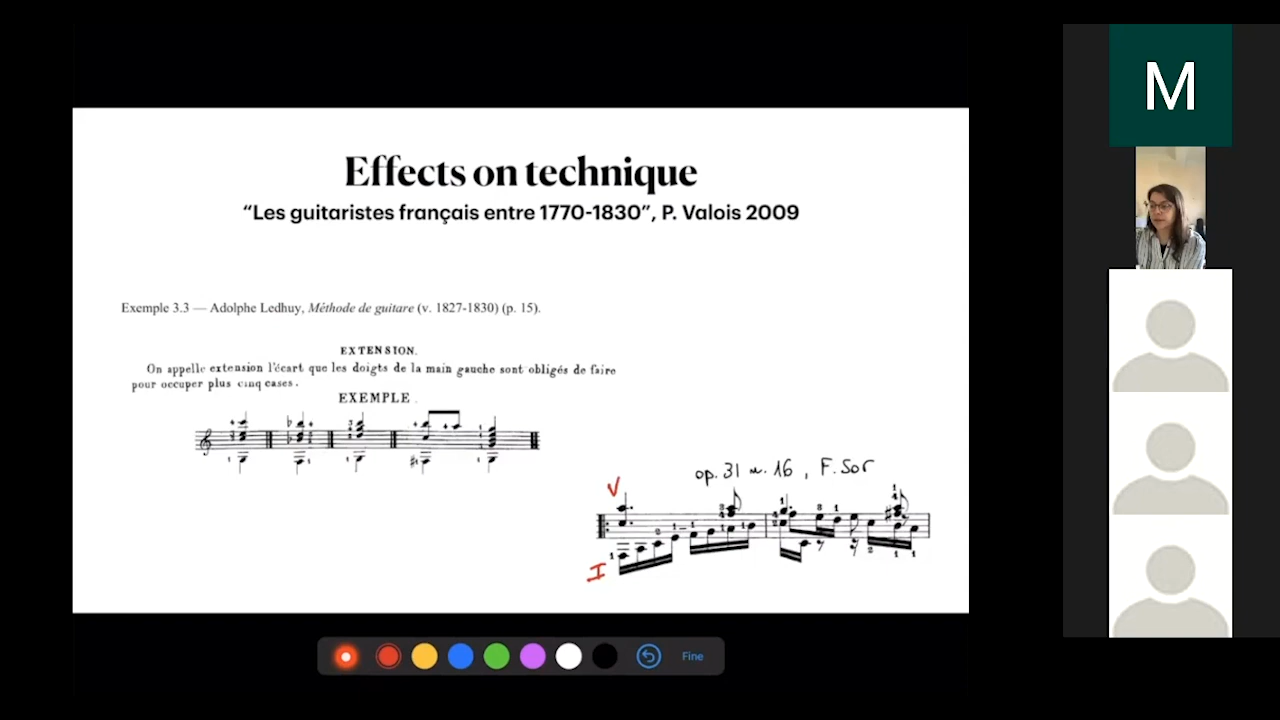 Effects on technique
“Les guitaristes français entre 1770-1830”, P. Valois 2009
Exemple 3.3 — Adolphe Ledhuy, Méthode de guitare (v. 1827-1830) (p. 15).
EXTENSION.
On appelle extension l'écart que les doigts de la main gauche sont obligés de faire
pour occuper plus cinq cases.
EXEMPLE.
op. 31 n. 16, F. Sor
V
I
Fine
M